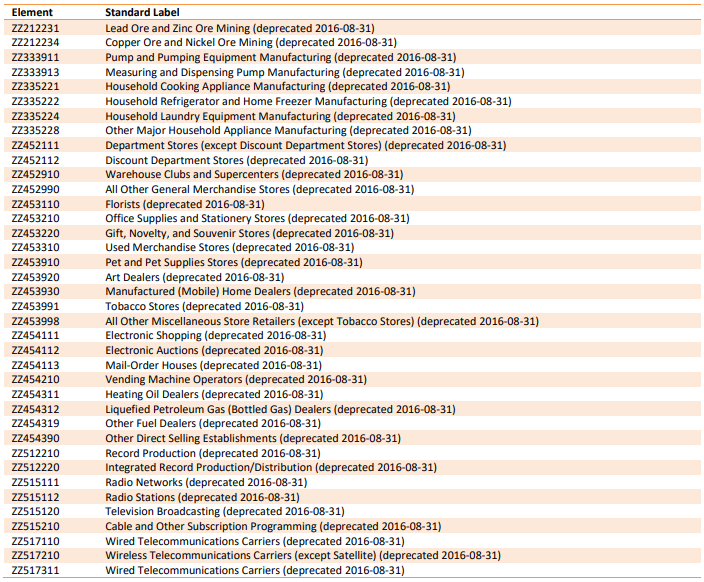 Element Standard Label
ZZ212231 Lead Ore and Zinc Ore Mining (deprecated 2016-08-31)
ZZ212234 Copper Ore and Nickel Ore Mining (deprecated 2016-08-31)
ZZ333911 Pump and Pumping Equipment Manufacturing (deprecated 2016-08-31)
ZZ333913 Measuring and Dispensing Pump Manufacturing (deprecated 2016-08-31)
ZZ335221 Household Cooking Appliance Manufacturing (deprecated 2016-08-31)
ZZ335222 Household Refrigerator and Home Freezer Manufacturing (deprecated 2016-08-31)
ZZ335224 Household Laundry Equipment Manufacturing (deprecated 2016-08-31)
ZZ335228 Other Major Household Appliance Manufacturing (deprecated 2016-08-31)
ZZ452111 Department Stores (except Discount Department Stores) (deprecated 2016-08-31)
ZZ452112 Discount Department Stores (deprecated 2016-08-31)
ZZ452910 Warehouse Clubs and Supercenters (deprecated 2016-08-31)
ZZ452990 All Other General Merchandise Stores (deprecated 2016-08-31)
ZZ453110 Florists (deprecated 2016-08-31)
ZZ453210 Office Supplies and Stationery Stores (deprecated 2016-08-31)
ZZ453220 Gift, Novelty, and Souvenir Stores (deprecated 2016-08-31)
ZZ453310 Used Merchandise Stores (deprecated 2016-08-31)
ZZ453910 Pet and Pet Supplies Stores (deprecated 2016-08-31)
ZZ453920 Art Dealers (deprecated 2016-08-31)
ZZ453930 Manufactured (Mobile) Home Dealers (deprecated 2016-08-31)
ZZ453991 Tobacco Stores (deprecated 2016-08-31)
ZZ453998 All Other Miscellaneous Store Retailers (except Tobacco Stores) (deprecated 2016-08-31)
ZZ454111 Electronic Shopping (deprecated 2016-08-31)
ZZ454112 Electronic Auctions (deprecated 2016-08-31)
ZZ454113 Mail-Order Houses (deprecated 2016-08-31)
ZZ454210 Vending Machine Operators (deprecated 2016-08-31)
ZZ454311 Heating Oil Dealers (deprecated 2016-08-31)
ZZ454312 Liquefied Petroleum Gas (Bottled Gas) Dealers (deprecated 2016-08-31)
ZZ454319 Other Fuel Dealers (deprecated 2016-08-31)
ZZ454390 Other Direct Selling Establishments (deprecated 2016-08-31)
ZZ512210 Record Production (deprecated 2016-08-31)
ZZ512220 Integrated Record Production/Distribution (deprecated 2016-08-31)
ZZ515111 Radio Networks (deprecated 2016-08-31)
ZZ515112 Radio Stations (deprecated 2016-08-31)
ZZ515120 Television Broadcasting (deprecated 2016-08-31)
ZZ515210 Cable and Other Subscription Programming (deprecated 2016-08-31)
ZZ517110 Wired Telecommunications Carriers (deprecated 2016-08-31)
ZZ517210 Wireless Telecommunications Carriers (except Satellite) (deprecated 2016-08-31)
ZZ517311 Wired Telecommunications Carriers (deprecated 2016-08-31)